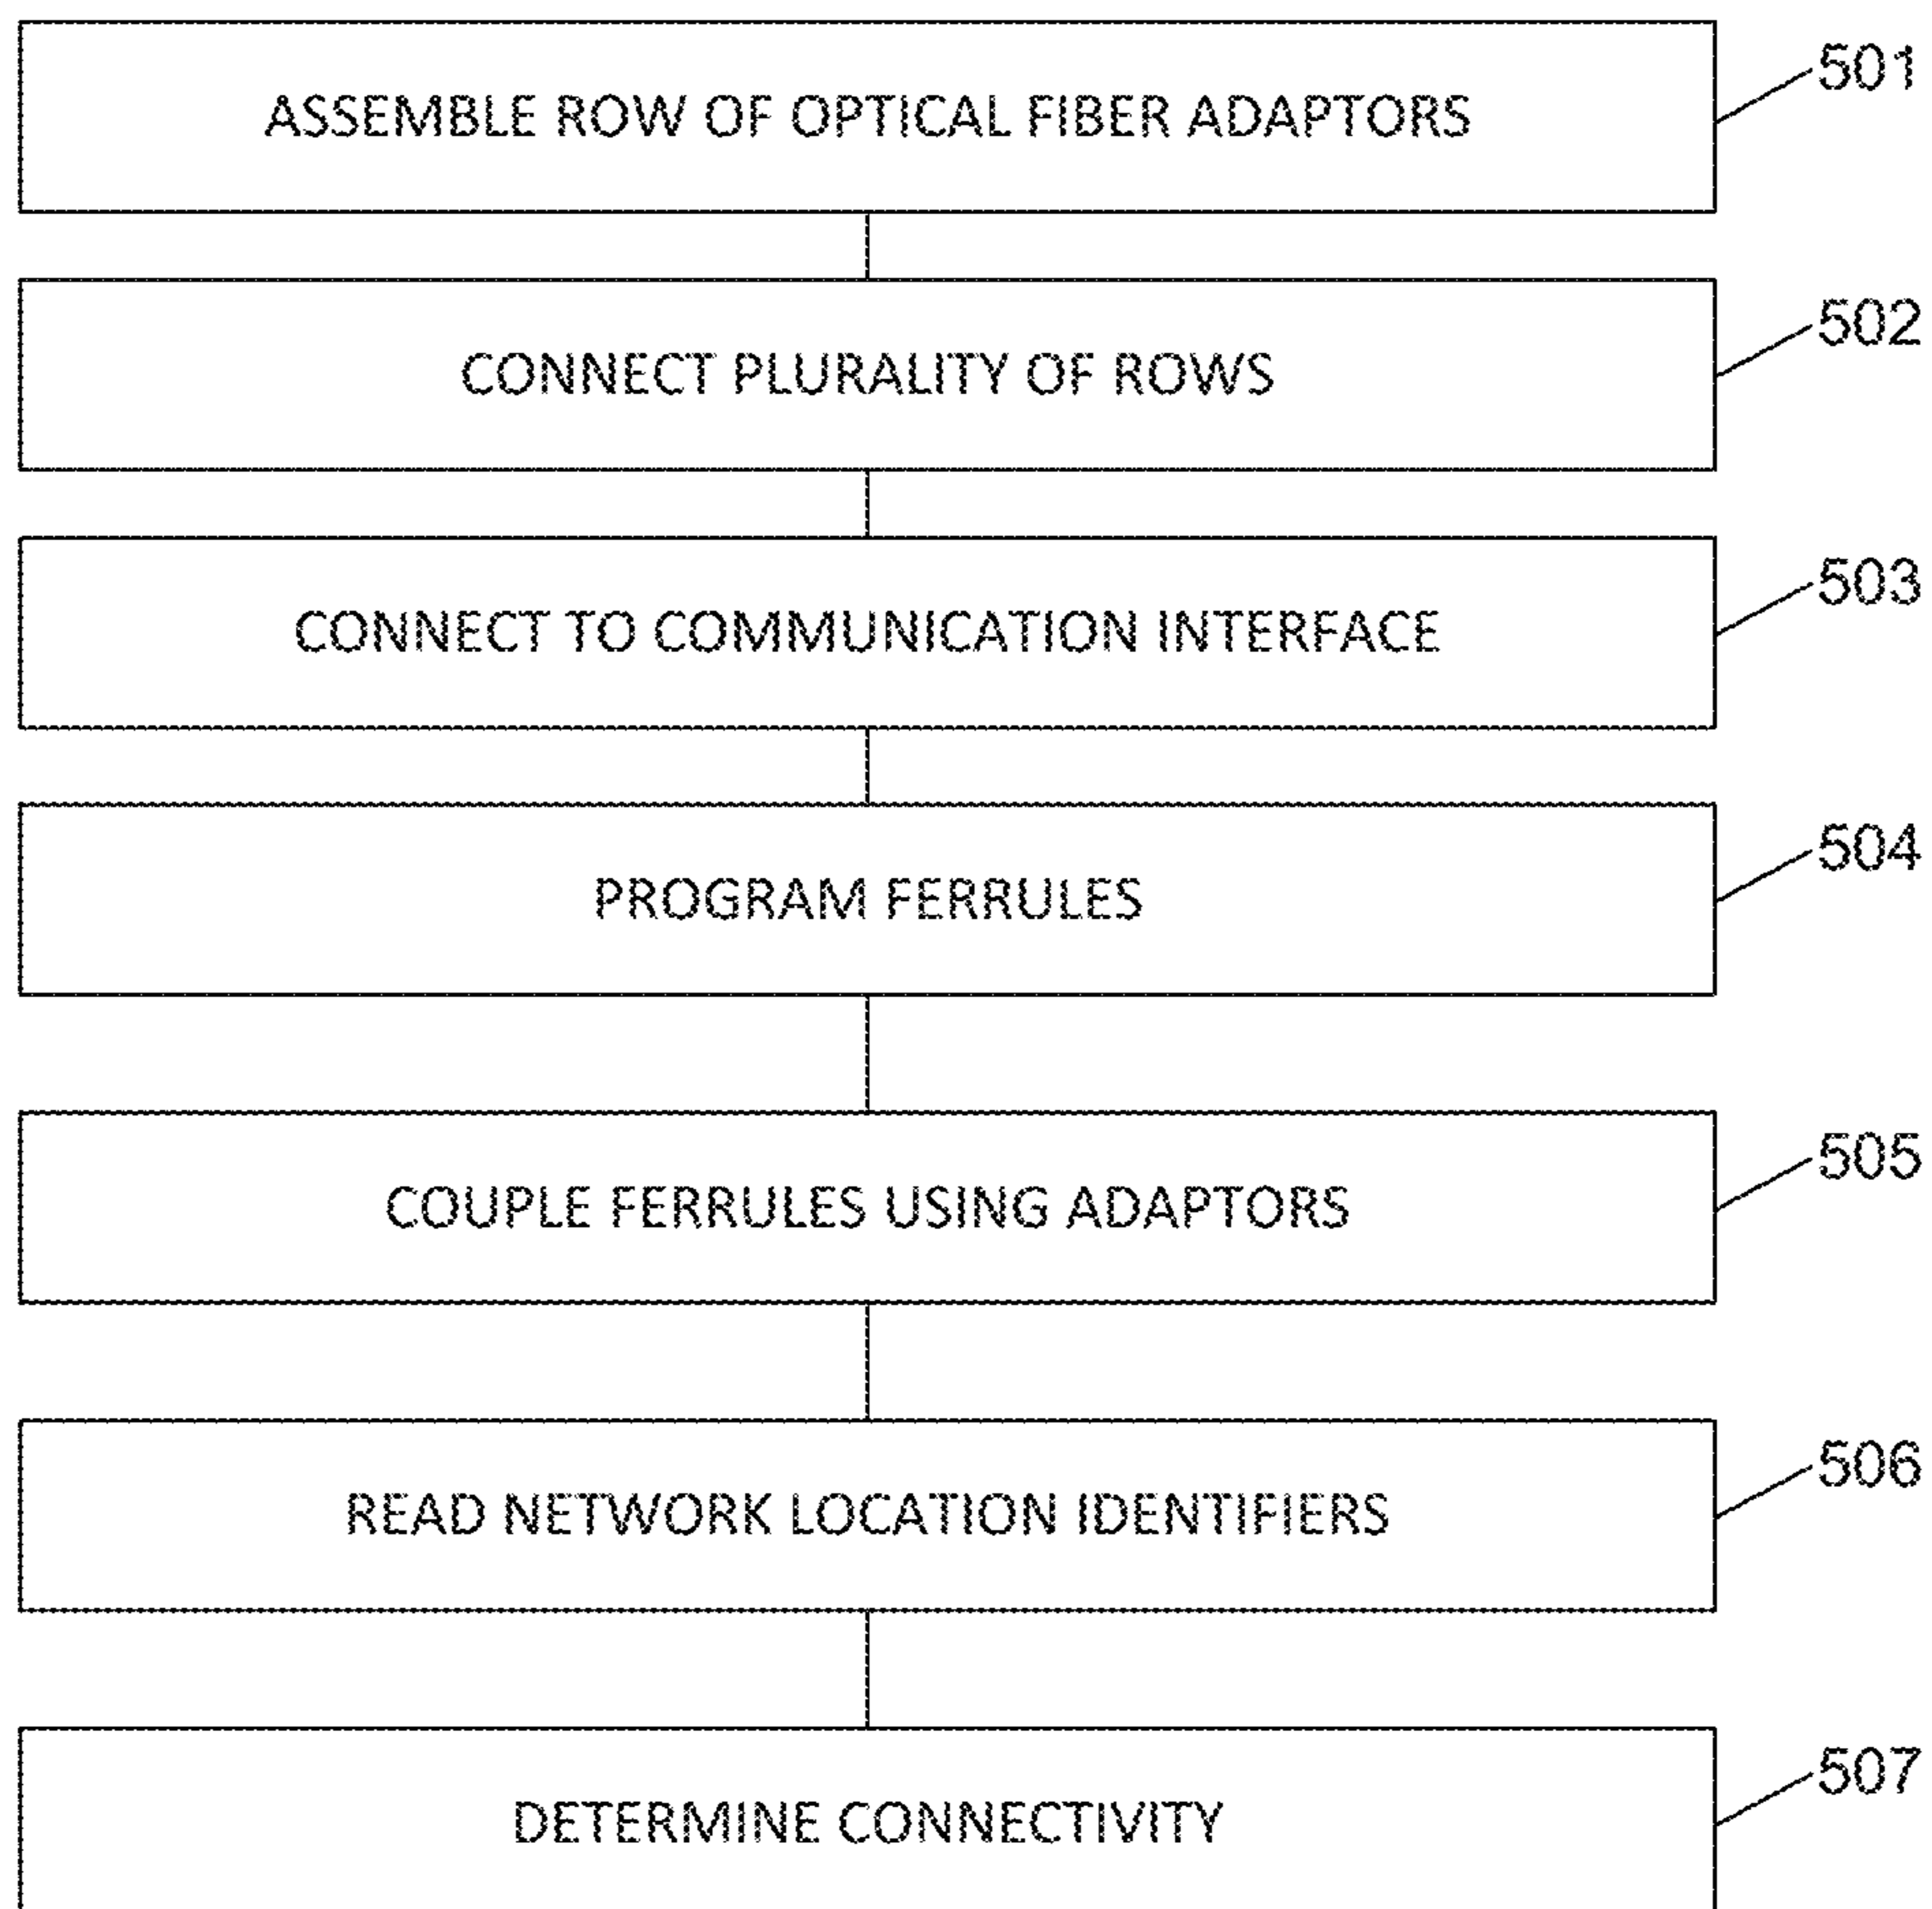 ASSEMBLE ROW OF OPTICAL FIBER ADAPTORS
501
CONNECT PLURALITY OF ROWS
502
CONNECT TO COMMUNICATION INTERFACE
503
PROGRAM FERRULES
504
COUPLE FERRULES USING ADAPTORS
505
READ NETWORK LOCATION IDENTIFIERS
506
DETERMINE CONNECTIVITY
507